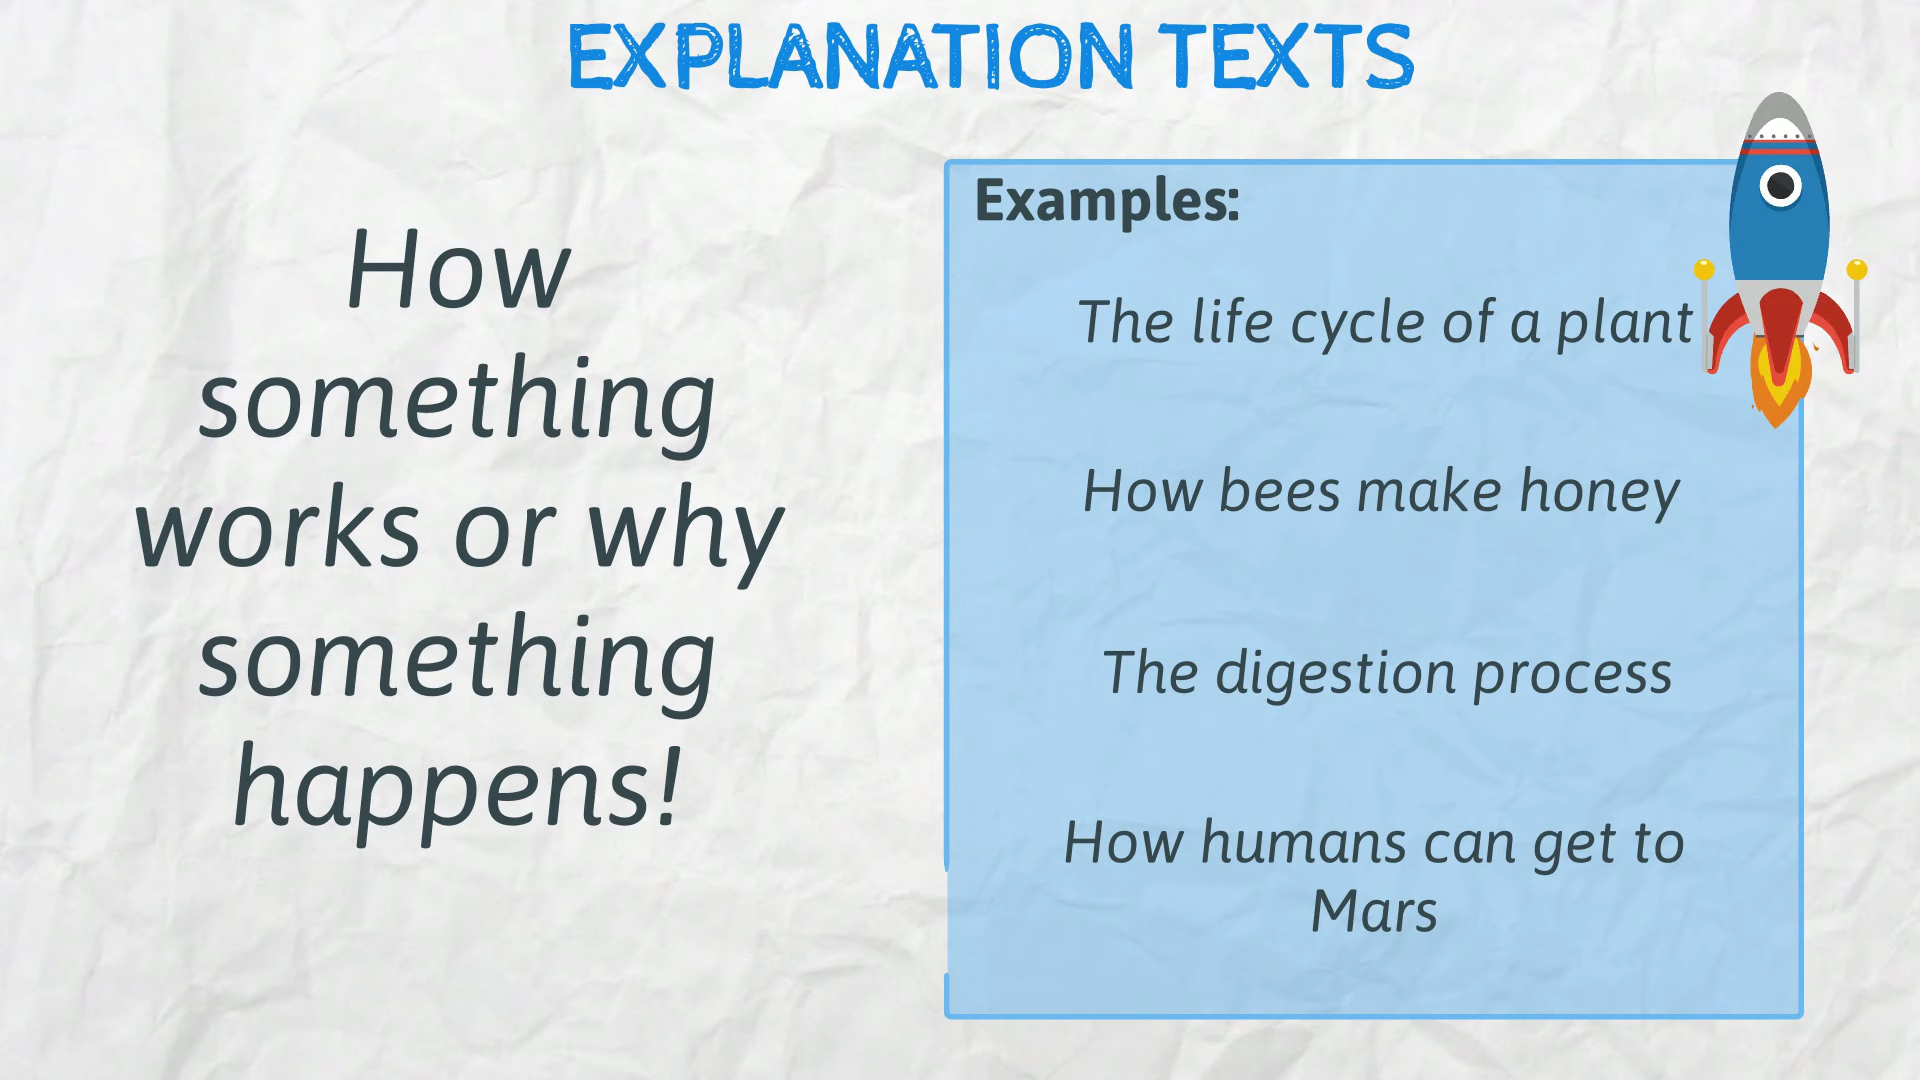 EXPLANATION TEXTS
How
something
works or why
something
happens!
Examples:
The life cycle of a plant
How bees make honey
The digestion process
How humans can get to
Mars